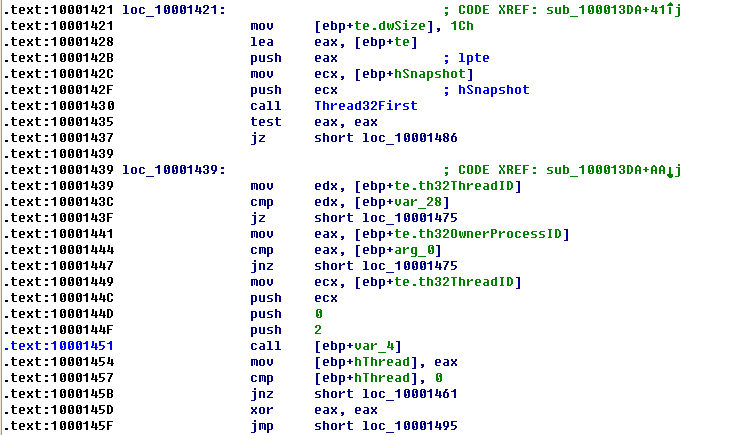 .text:10001421 loc_10001421: ; CODE XREF: sub_100013DA+41↑j
.text:10001421 mov [ebp+te.dwSize], 1Ch
.text:10001428 lea eax, [ebp+te]
.text:1000142B push eax ; lpte
.text:1000142C mov ecx, [ebp+hSnapshot]
.text:1000142F push ecx ; hSnapshot
.text:10001430 call Thread32First
.text:10001435 test eax, eax
.text:10001437 jz short loc_10001486
.text:10001439
.text:10001439 loc_10001439: ; CODE XREF: sub_100013DA+AA↓j
.text:10001439 mov edx, [ebp+te.th32ThreadID]
.text:1000143C cmp edx, [ebp+var_28]
.text:1000143F jz short loc_10001475
.text:10001441 mov eax, [ebp+te.th32OwnerProcessID]
.text:10001444 cmp eax, [ebp+arg_0]
.text:10001447 jnz short loc_10001475
.text:10001449 mov ecx, [ebp+te.th32ThreadID]
.text:1000144C push ecx
.text:1000144D push 0
.text:1000144F push 2
.text:10001451 call [ebp+var_4]
.text:10001454 mov [ebp+hThread], eax
.text:10001457 cmp [ebp+hThread], 0
.text:1000145B jnz short loc_10001461
.text:1000145D xor eax, eax
.text:1000145F jmp short loc_10001495